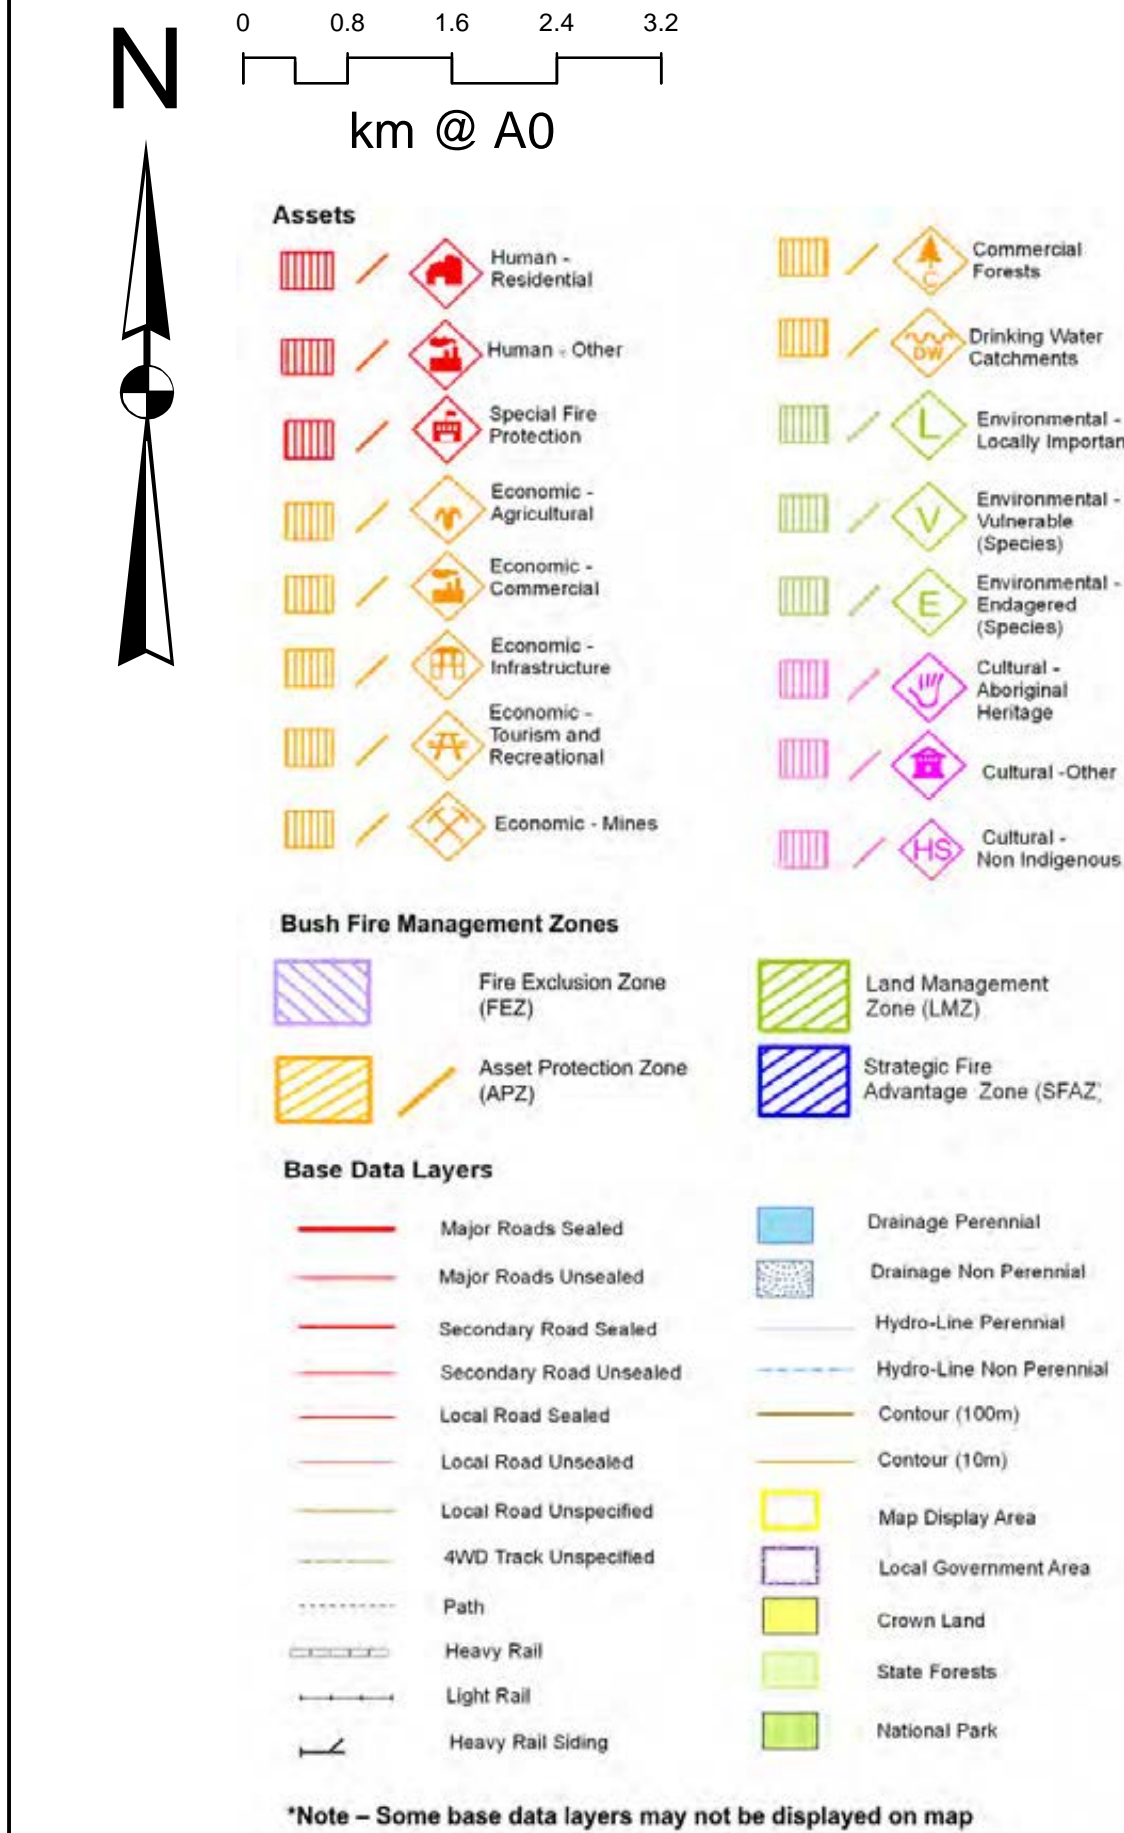 N
0 0.8 1.6 2.4 3.2
km @ A0
Assets
Human -
Residential
Human - Other
Special Fire
Protection
Economic -
Agricultural
Economic -
Commercial
Economic -
Infrastructure
Economic -
Tourism and
Recreational
Economic - Mines
C
Commercial
Forests
DW
Drinking Water
Catchments
L
Environmental -
Locally Importan
V
Environmental -
Vulnerable
(Species)
E
Environmental -
Endagered
(Species)
Cultural -
Aboriginal
Heritage
Cultural -Other
HS
Cultural -
Non Indigenous
Bush Fire Management Zones
Fire Exclusion Zone
(FEZ)
Asset Protection Zone
(APZ)
Land Management
Zone (LMZ)
Strategic Fire
Advantage Zone (SFAZ)
Base Data Layers
Major Roads Sealed
Major Roads Unsealed
Secondary Road Sealed
Secondary Road Unsealed
Local Road Sealed
Local Road Unsealed
Local Road Unspecified
4WD Track Unspecified
Path
Heavy Rail
Light Rail
Heavy Rail Siding
Drainage Perennial
Drainage Non Perennial
Hydro-Line Perennial
Hydro-Line Non Perennial
Contour (100m)
Contour (10m)
Map Display Area
Local Government Area
Crown Land
State Forests
National Park
*Note – Some base data layers may not be displayed on map